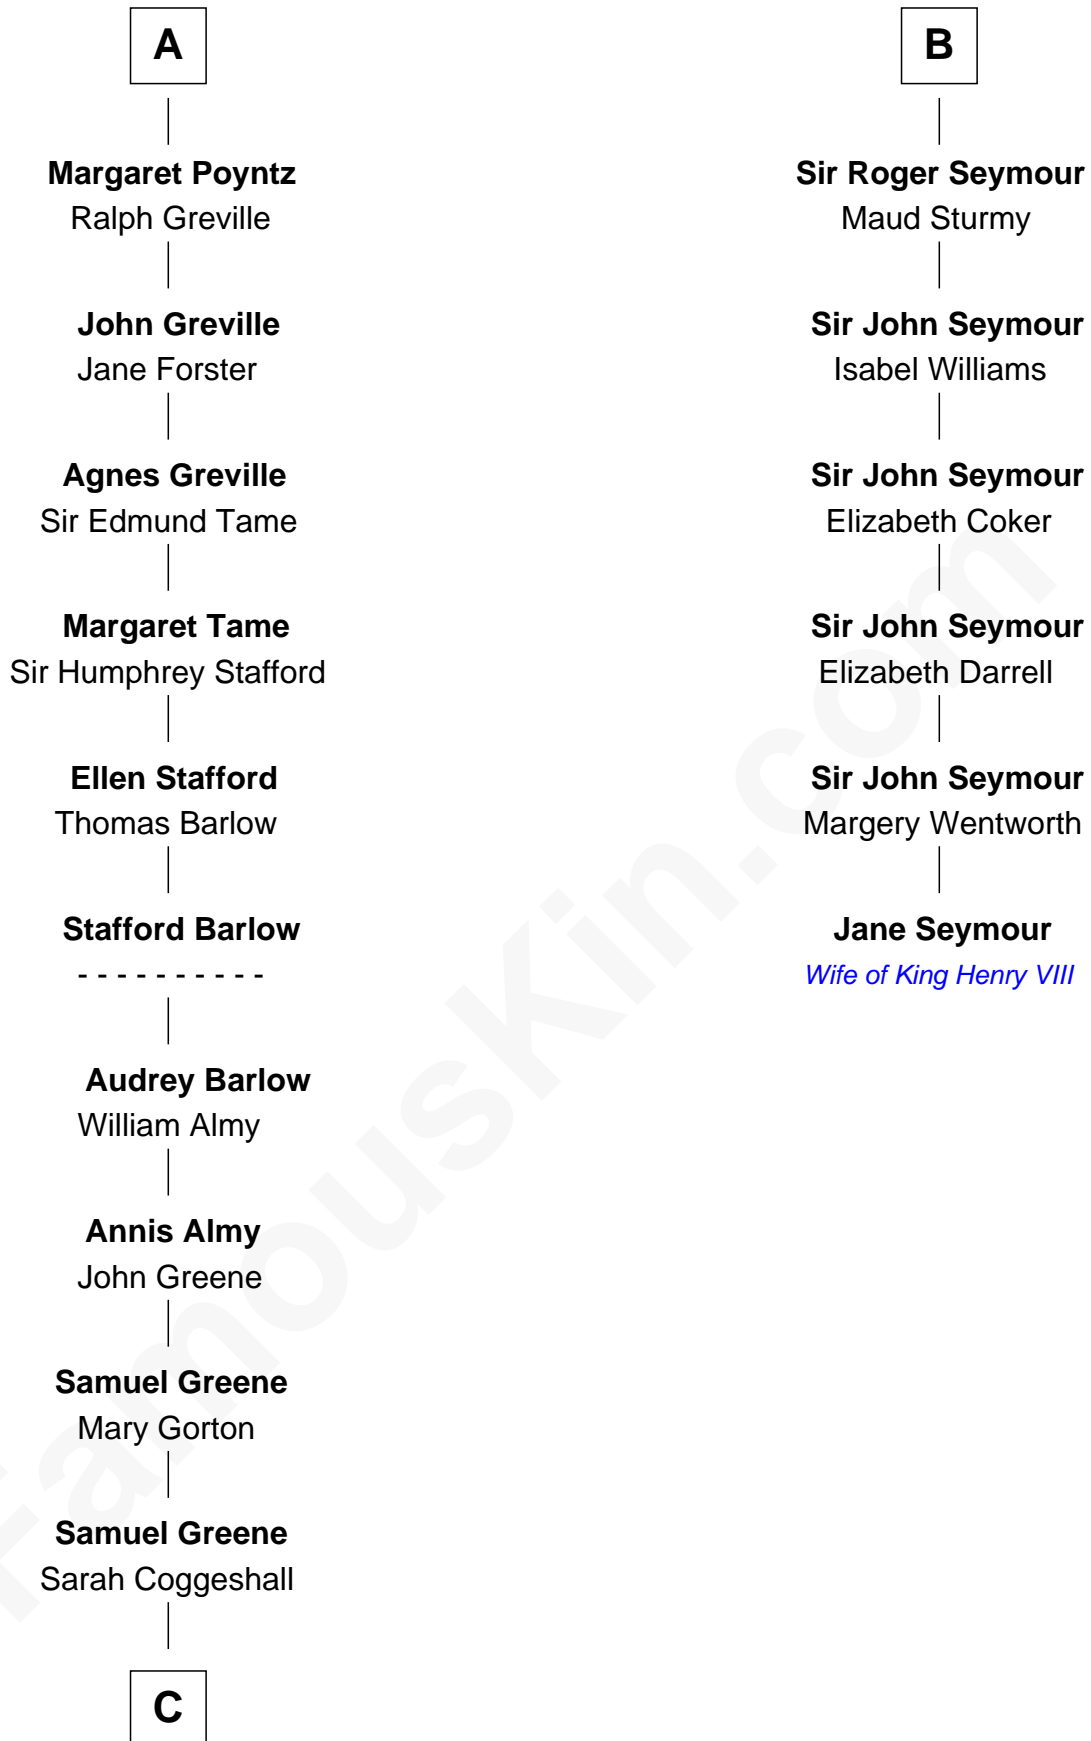 A
Margaret Poyntz
Ralph Greville
John Greville
Jane Forster
Agnes Greville
Sir Edmund Tame
Margaret Tame
Sir Humphrey Stafford
Ellen Stafford
Thomas Barlow
Stafford Barlow
- - - - - - - - - -
Audrey Barlow
William Almy
Annis Almy
John Greene
Samuel Greene
Mary Gorton
Samuel Greene
Sarah Coggeshall
C
B
Sir Roger Seymour
Maud Sturmy
Sir John Seymour
Isabel Williams
Sir John Seymour
Elizabeth Coker
Sir John Seymour
Elizabeth Darrell
Sir John Seymour
Margery Wentworth
Jane Seymour
Wife of King Henry VIII
FamousKin.com